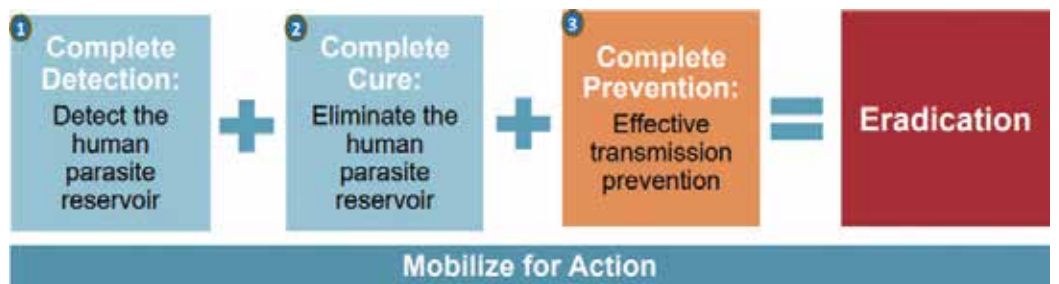 1
Complete
Detection:
Detect the
human
parasite
reservoir
+
2
Complete
Cure:
Eliminate the
human
parasite
reservoir
+
3
Complete
Prevention:
Effective
transmission
prevention
=
Eradication
Mobilize for Action